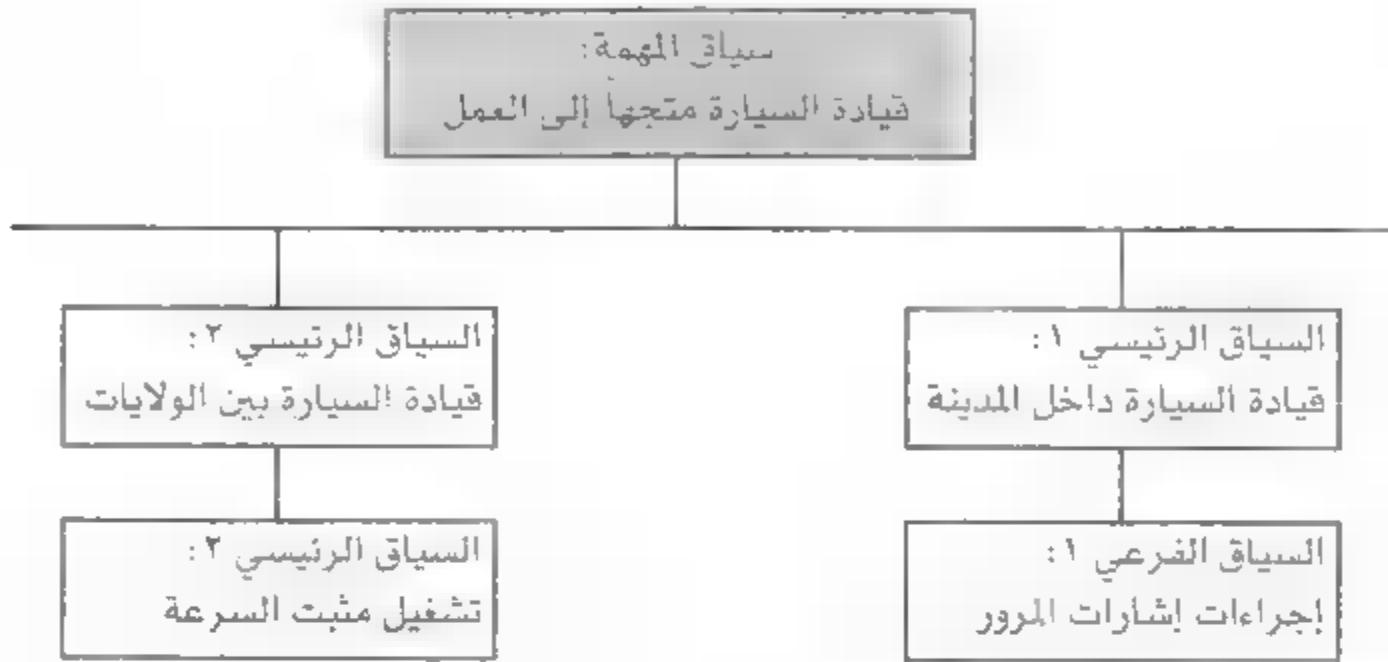 سياق المهمة:
قيادة السيارة متجهاً إلى العمل
السياق الرئيسي ١:
قيادة السيارة داخل المدينة
السياق الرئيسي ٢:
قيادة السيارة بين الولايات
السياق الفرعي ١:
إجراءات إشارات المرور
السياق الرئيسي ٢:
تشغيل مثبت السرعة